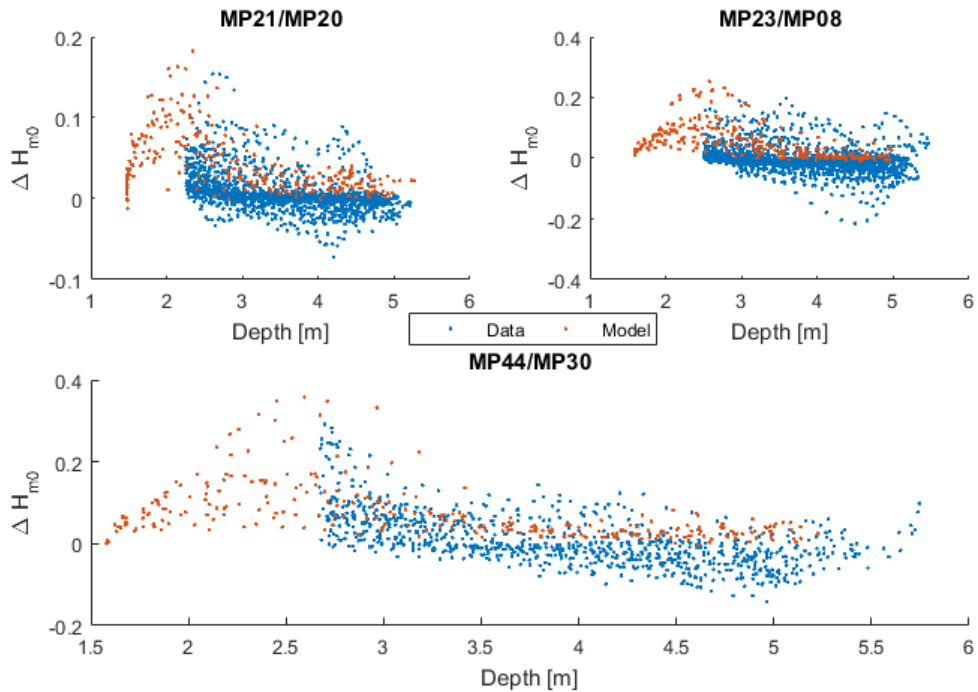 MP21/MP20
0.2
0.1
0
-0.1
Δ Hm0
1 2 3 4 5 6
Depth [m]
MP23/MP08
0.4
0.2
0
-0.2
-0.4
Δ Hm0
1 2 3 4 5 6
Depth [m]
Data Model
MP44/MP30
0.4
0.2
0
-0.2
Δ Hm0
1.5 2 2.5 3 3.5 4 4.5 5 5.5 6
Depth [m]